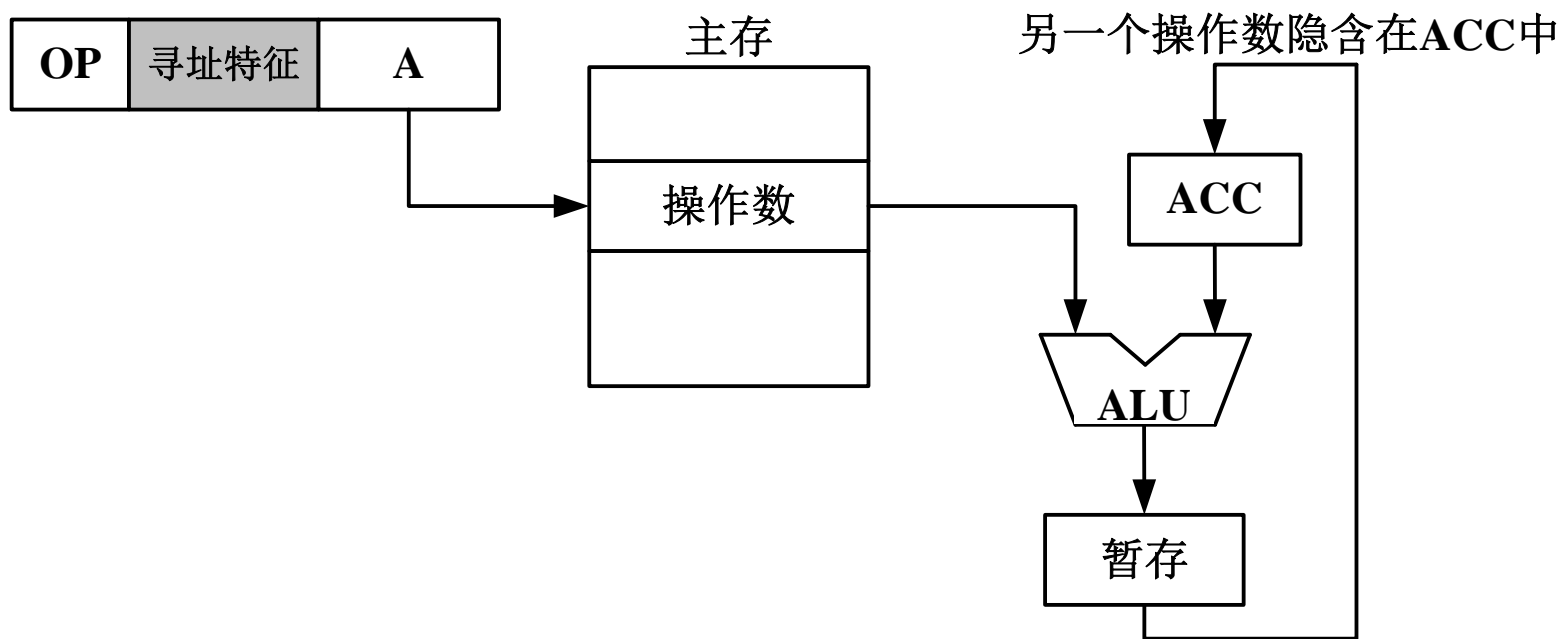 主存
另一个操作数隐含在ACC中
OP 寻址特征 A
操作数
ACC
ALU
暂存